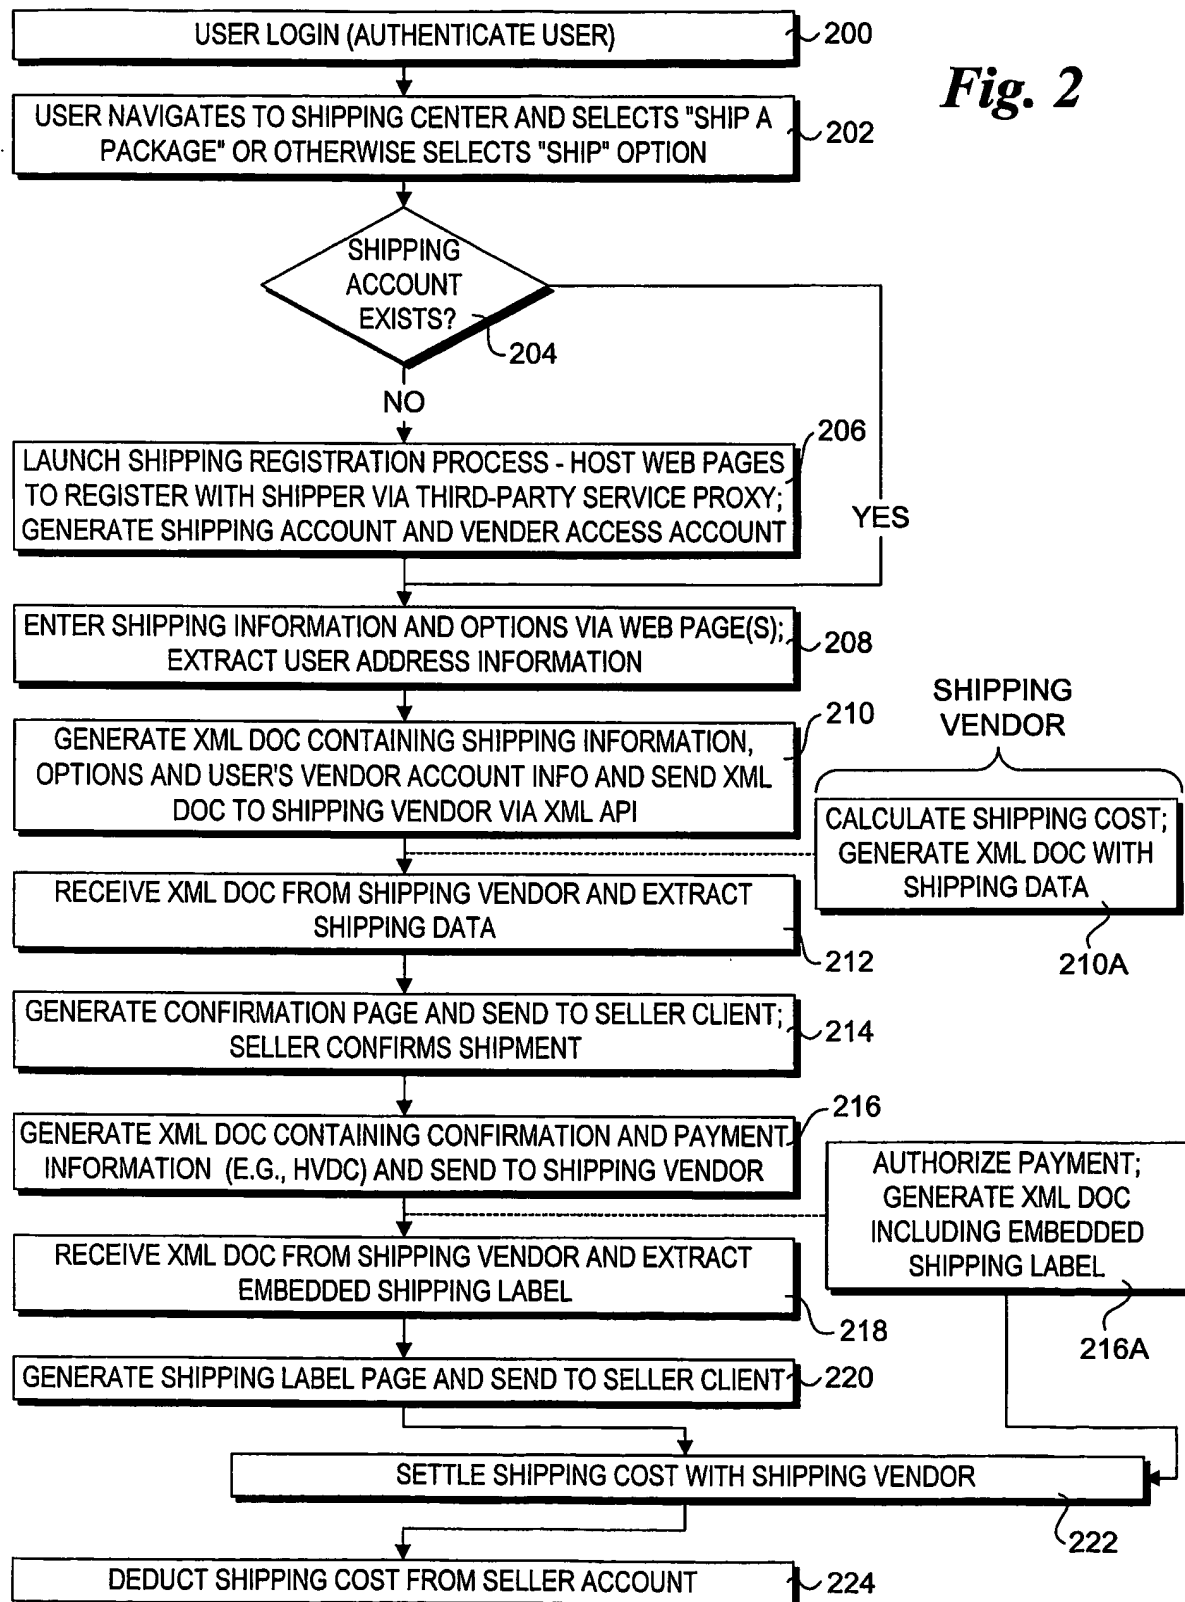 USER LOGIN (AUTHENTICATE USER)
200
Fig. 2
USER NAVIGATES TO SHIPPING CENTER AND SELECTS "SHIP A
PACKAGE" OR OTHERWISE SELECTS "SHIP" OPTION
202
SHIPPING
ACCOUNT
EXISTS?
204
NO
YES
206
LAUNCH SHIPPING REGISTRATION PROCESS - HOST WEB PAGES
TO REGISTER WITH SHIPPER VIA THIRD-PARTY SERVICE PROXY;
GENERATE SHIPPING ACCOUNT AND VENDER ACCESS ACCOUNT
ENTER SHIPPING INFORMATION AND OPTIONS VIA WEB PAGE(S);
EXTRACT USER ADDRESS INFORMATION
208
210
GENERATE XML DOC CONTAINING SHIPPING INFORMATION,
OPTIONS AND USER'S VENDOR ACCOUNT INFO AND SEND XML
DOC TO SHIPPING VENDOR VIA XML API
SHIPPING
VENDOR
CALCULATE SHIPPING COST;
GENERATE XML DOC WITH
SHIPPING DATA
210A
RECEIVE XML DOC FROM SHIPPING VENDOR AND EXTRACT
SHIPPING DATA
212
GENERATE CONFIRMATION PAGE AND SEND TO SELLER CLIENT;
SELLER CONFIRMS SHIPMENT
214
216
GENERATE XML DOC CONTAINING CONFIRMATION AND PAYMENT
INFORMATION (E.G., HVDC) AND SEND TO SHIPPING VENDOR
AUTHORIZE PAYMENT;
GENERATE XML DOC
INCLUDING EMBEDDED
SHIPPING LABEL
216A
RECEIVE XML DOC FROM SHIPPING VENDOR AND EXTRACT
EMBEDDED SHIPPING LABEL
218
GENERATE SHIPPING LABEL PAGE AND SEND TO SELLER CLIENT
220
SETTLE SHIPPING COST WITH SHIPPING VENDOR
222
DEDUCT SHIPPING COST FROM SELLER ACCOUNT
224